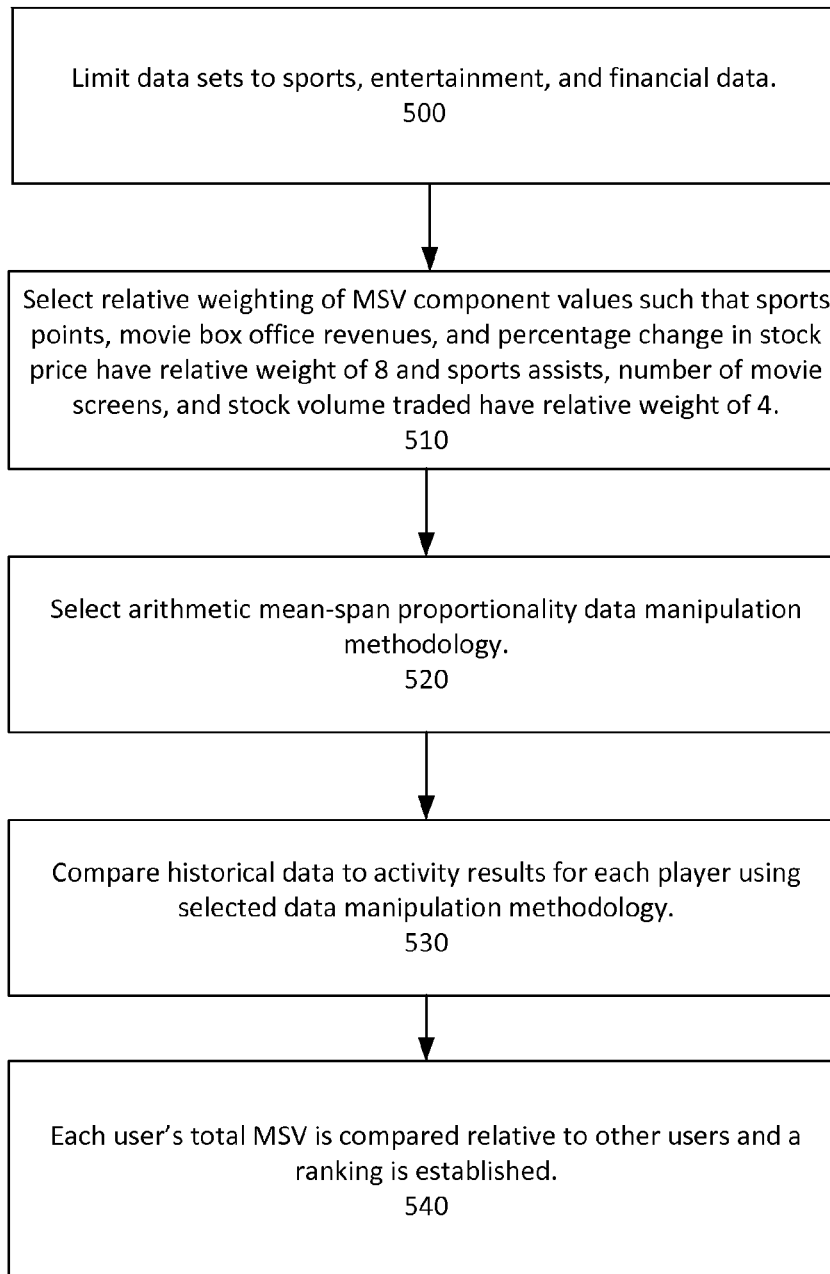 Limit data sets to sports, entertainment, and financial data.
500
Select relative weighting of MSV component values such that sports
points, movie box office revenues, and percentage change in stock
price have relative weight of 8 and sports assists, number of movie
screens, and stock volume traded have relative weight of 4.
510
Select arithmetic mean-span proportionality data manipulation
methodology.
520
Compare historical data to activity results for each player using
selected data manipulation methodology.
530
Each user’s total MSV is compared relative to other users and a
ranking is established.
540